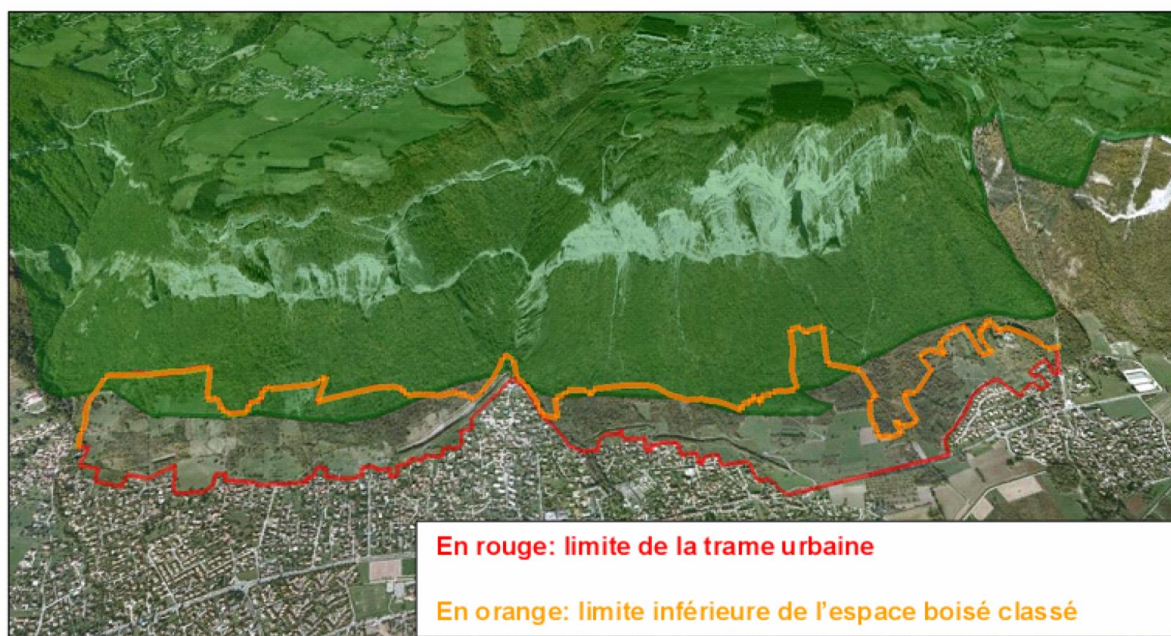 En rouge: limite de la trame urbaine
En orange: limite inférieure de l'espace boisé classé